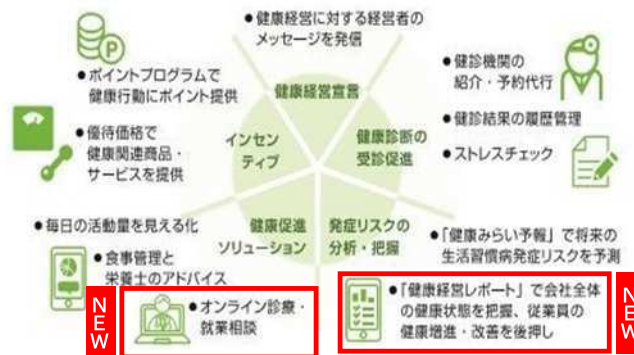 ●健康経営に対する経営者の
メッセージを発信
P
●ポイントプログラムで
健康行動にポイント提供
●優待価格で
健康関連商品・
サービスを提供
健康経営宣言
インセン
ティブ
健康診断の
受診促進
健康促進
ソリューション
発症リスクの
分析・把握
●健診機関の
紹介・予約代行
●健診結果の履歴管理
●ストレスチェック
●毎日の活動量を見える化
●食事管理と
栄養士のアドバイス
NEW
●オンライン診療・
就業相談
●「健康みらい予報」で将来の
生活習慣病発症リスクを予測
●「健康経営レポート」で会社全体
の健康状態を把握、従業員の
健康増進・改善を後押し
NEW